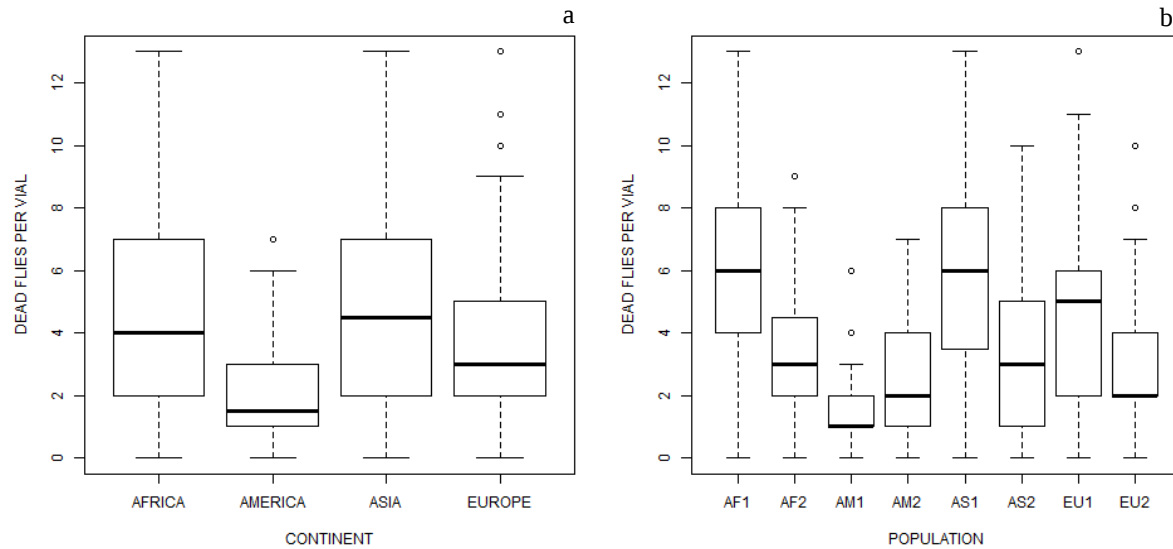 a
DEAD FLIES PER VIAL
12
10
8
6
4
2
0
AFRICA AMERICA ASIA EUROPE
CONTINENT
b
DEAD FLIES PER VIAL
12
10
8
6
4
2
0
AF1 AF2 AM1 AM2 AS1 AS2 EU1 EU2
POPULATION